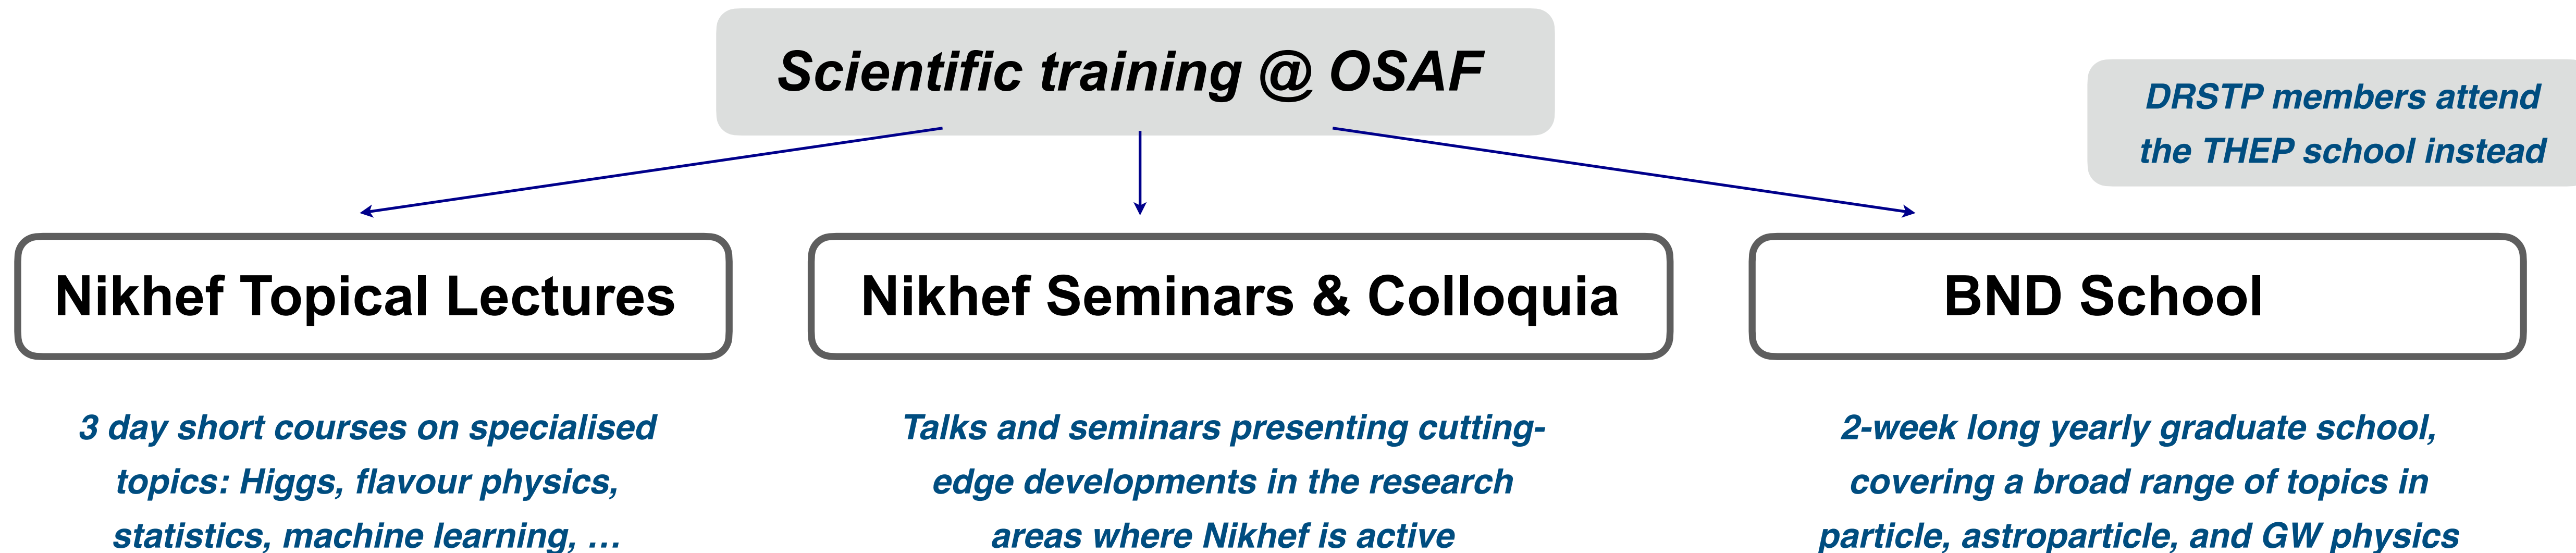 Scientific training @ OSAF
DRSTP members attend
the THEP school instead
Nikhef Topical Lectures
Nikhef Seminars & Colloquia
BND School
3 day short courses on specialised
topics: Higgs, flavour physics,
statistics, machine learning, …
Talks and seminars presenting cutting-
edge developments in the research
areas where Nikhef is active
2-week long yearly graduate school,
covering a broad range of topics in
particle, astroparticle, and GW physics